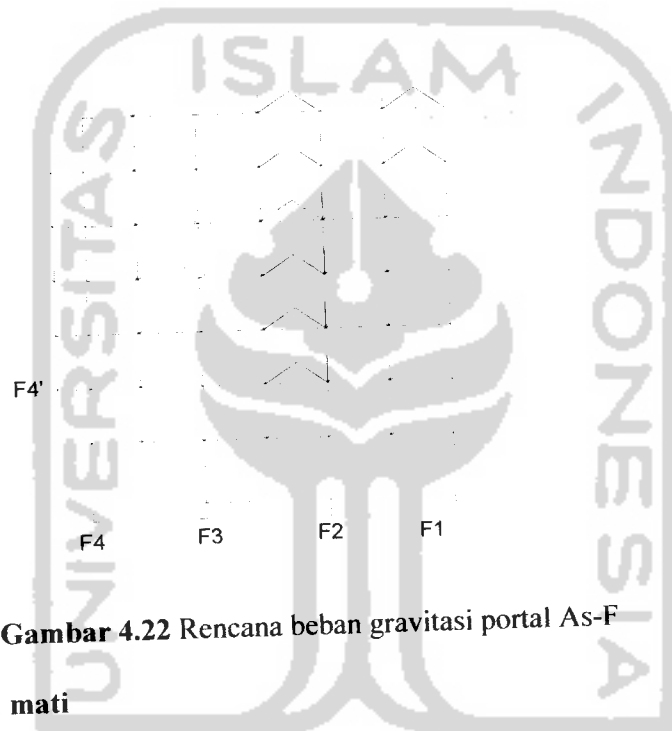 ISLAM
UNIVERSITAS
INDONESIA
F4'
F4 F3 F2 F1
Gambar 4.22 Rencana beban gravitasi portal As-F
mati